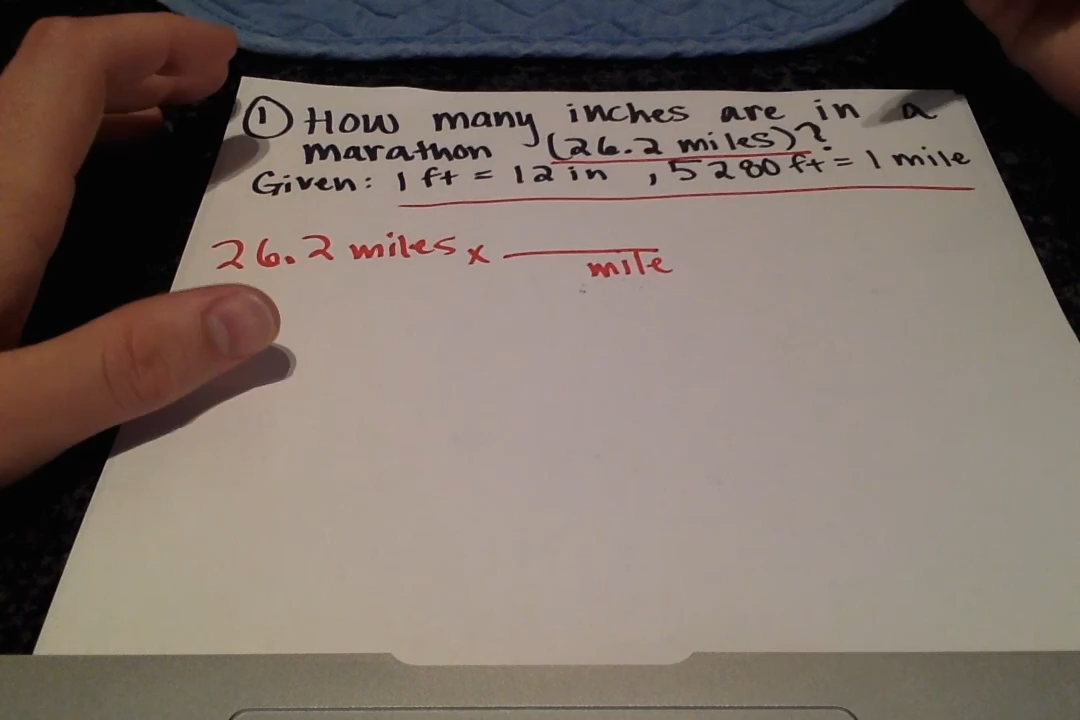 ① How many inches are in a
marathon (26.2 miles)?
Given: 1 ft = 12 in , 5280 ft = 1 mile
26.2 miles x ______
mile